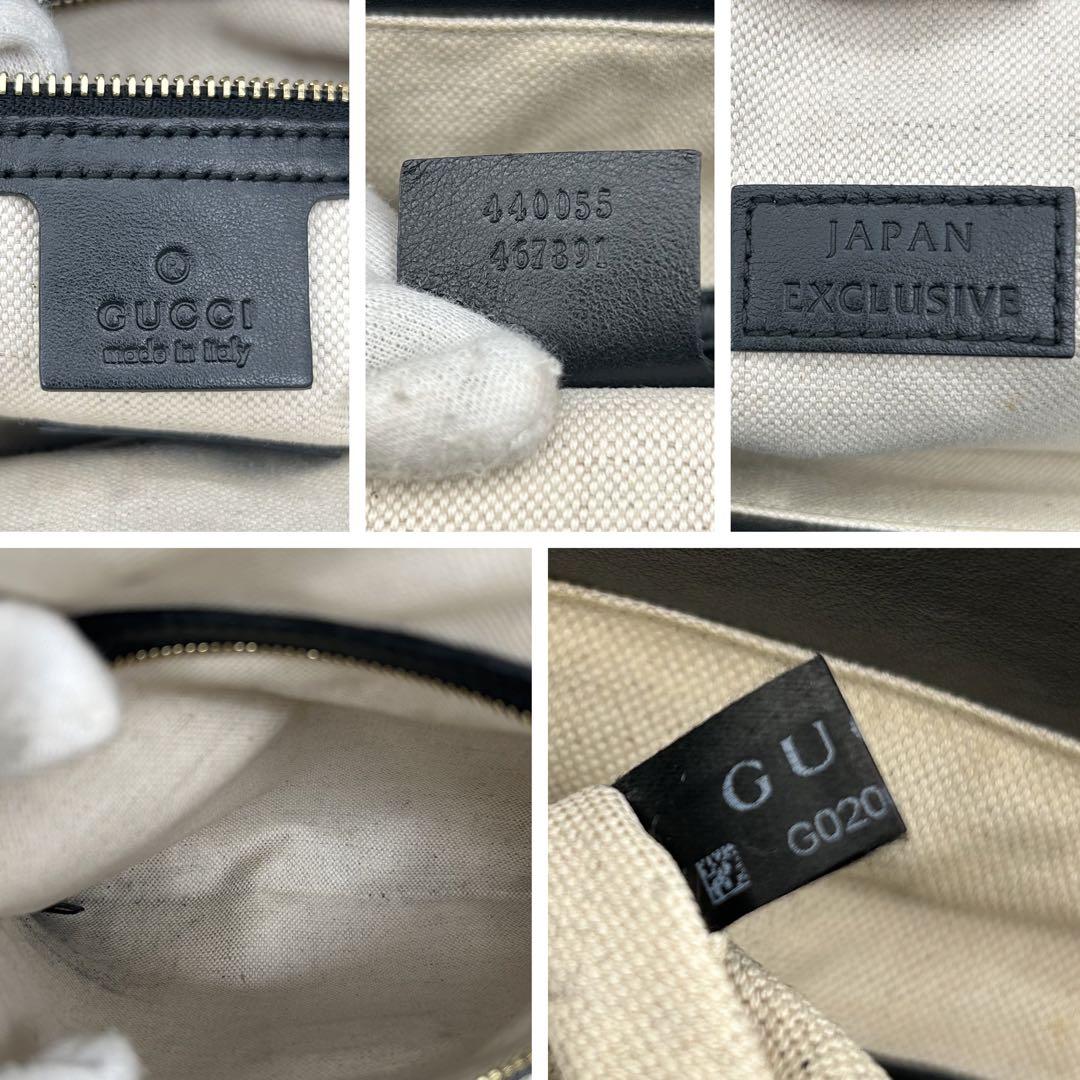 ®
GUCCI
made in Italy
440055
467891
JAPAN
EXCLUSIVE
GU
G020